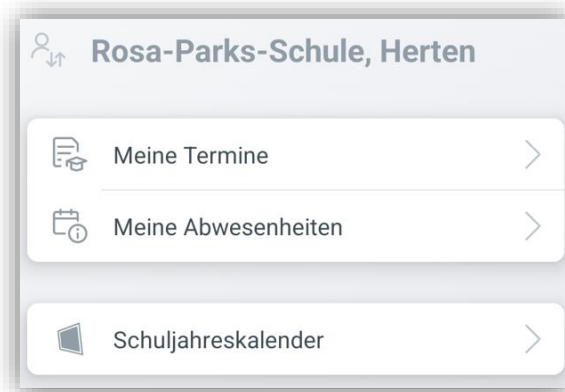 Rosa-Parks-Schule, Herten
Meine Termine
Meine Abwesenheiten
Schuljahreskalender